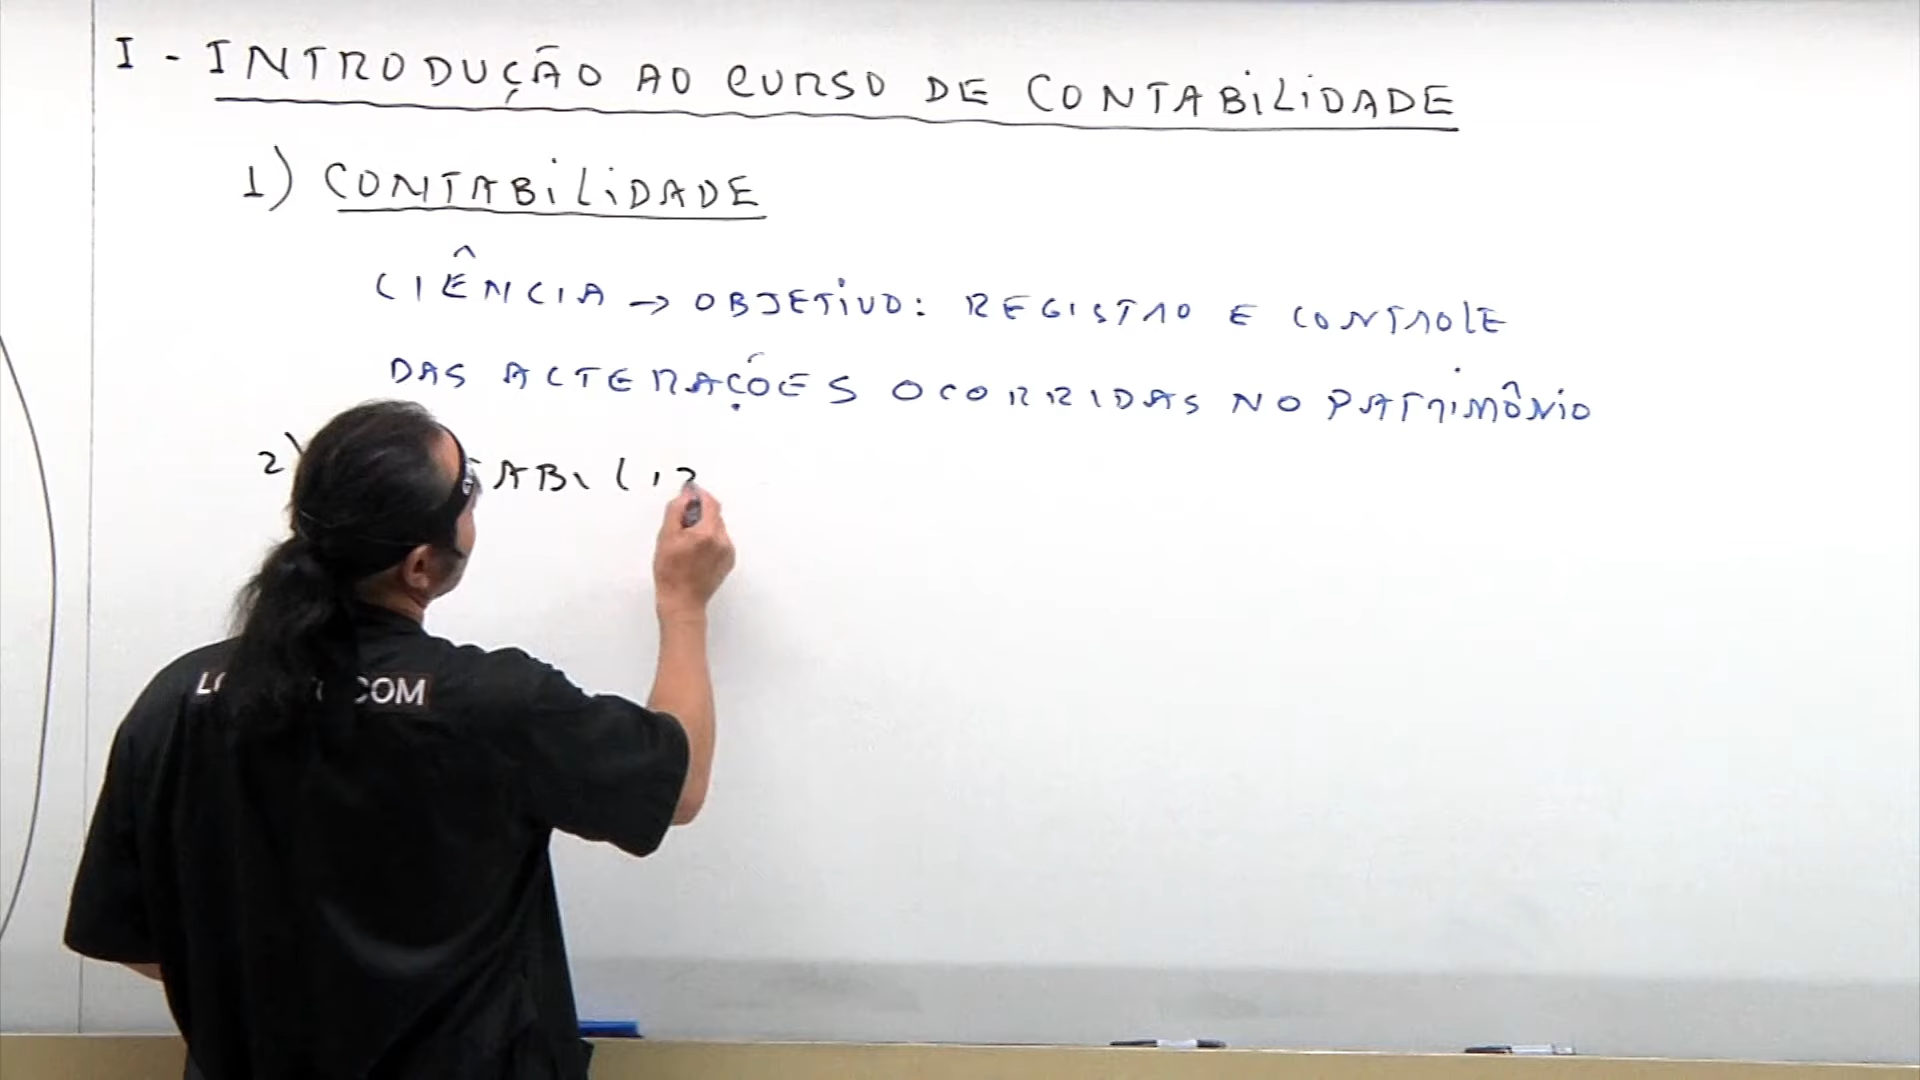 I - INTRODUÇÃO AO CURSO DE CONTABILIDADE
1) CONTABILIDADE
CIÊNCIA → OBJETIVO: REGISTRO E CONTROLE
DAS ALTERAÇÕES OCORRIDAS NO PATRIMÔNIO
2)